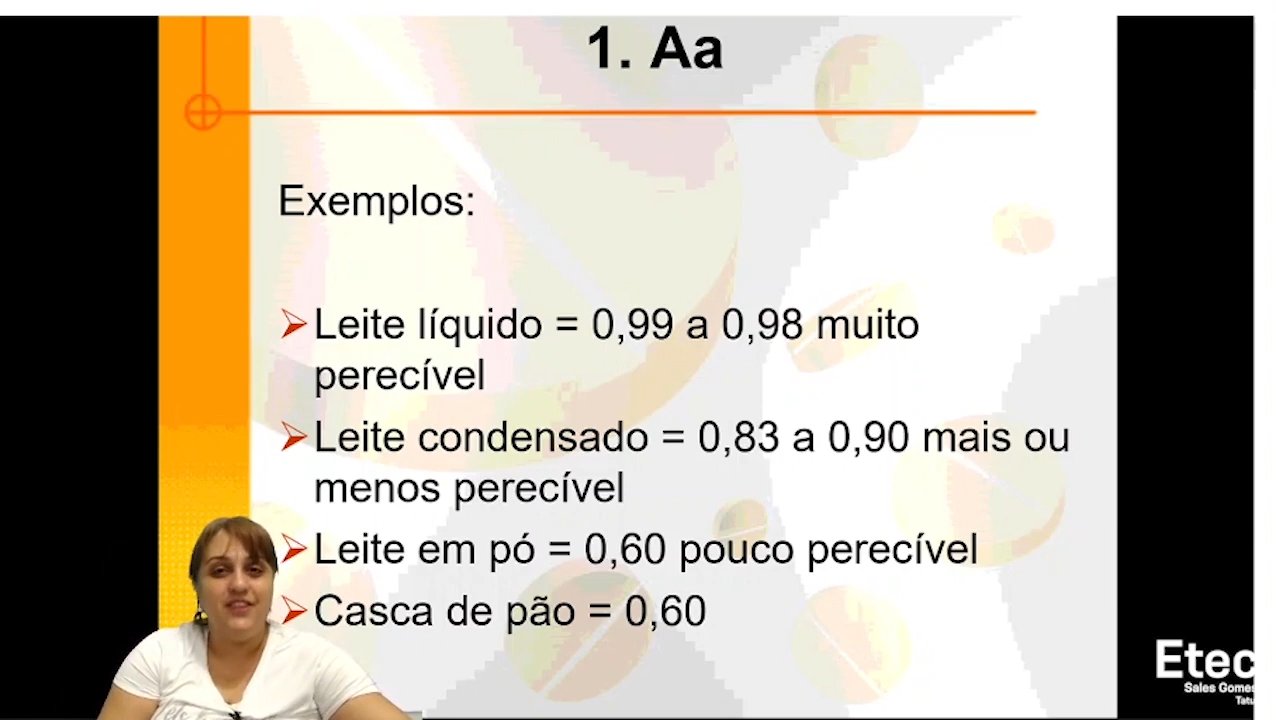 1. Aa
Exemplos:
Leite líquido = 0,99 a 0,98 muito
perecível
Leite condensado = 0,83 a 0,90 mais ou
menos perecível
Leite em pó = 0,60 pouco perecível
Casca de pão = 0,60
Etec
Sales Gomes
Tatu